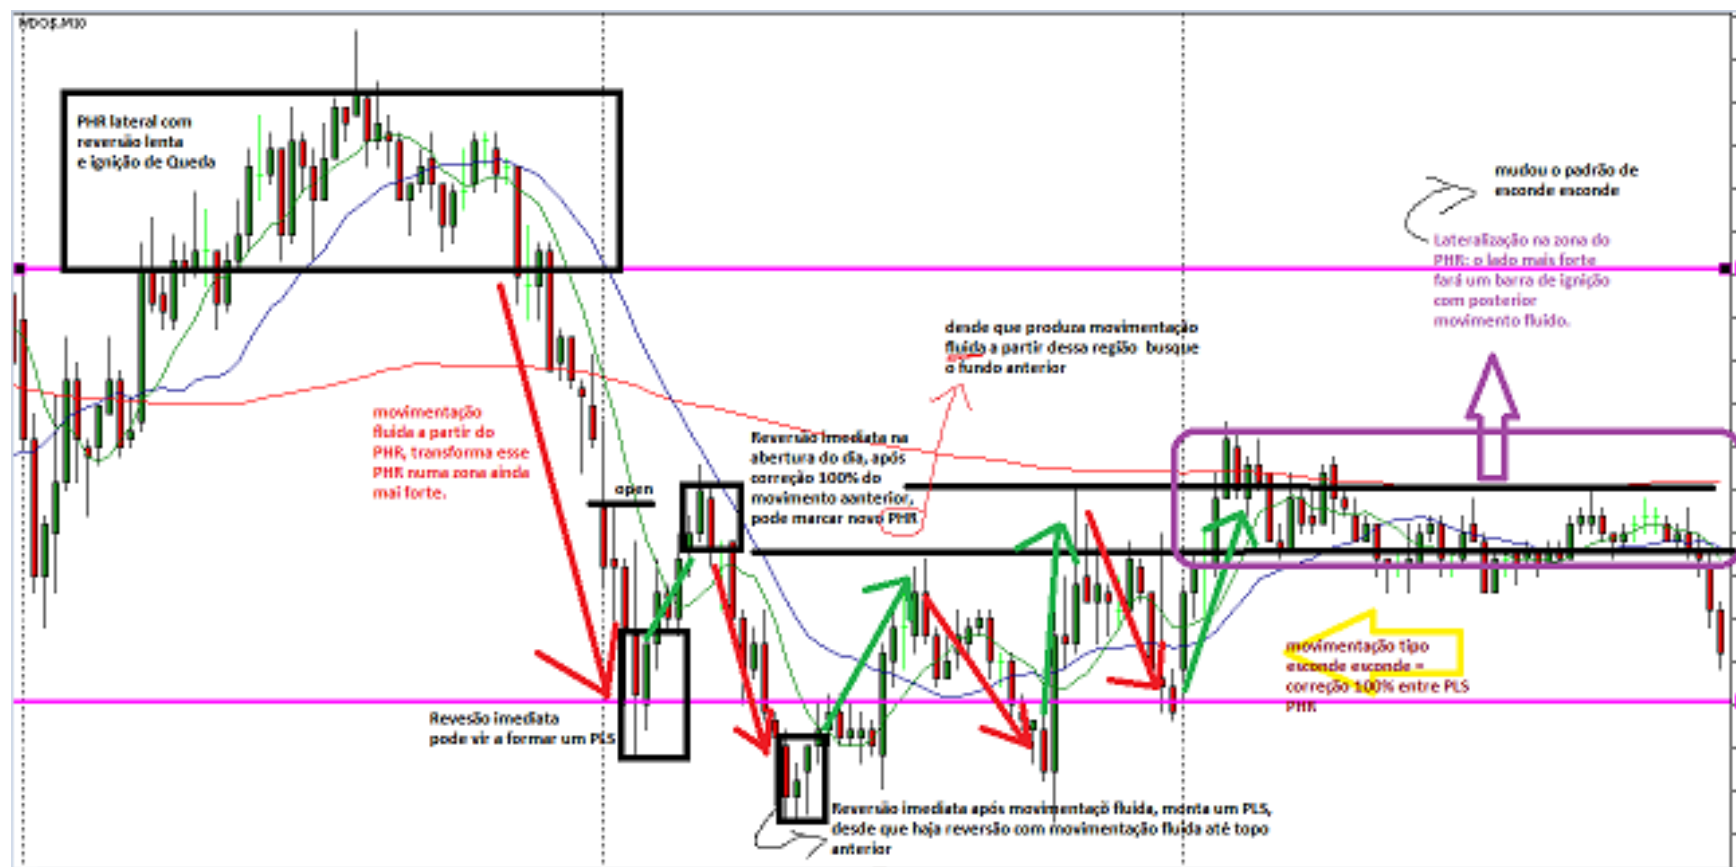 WDO$,M10
PHR lateral com
reversão lenta
e ignição de Queda
mudou o padrão de
esconde esconde
Lateralização na zona do
PHR: o lado mais forte
fará um barra de ignição
com posterior
movimento fluido.
desde que produza movimentação
fluida a partir dessa região busque
o fundo anterior
movimentação
fluida a partir do
PHR, transforma esse
PHR numa zona ainda
mai forte.
open
Reversão imediata na
abertura do dia, após
correção 100% do
movimento aanterior,
pode marcar novo PHR
movimentação tipo
esconde esconde =
correção 100% entre PLS
PHR
Revesão imediata
pode vir a formar um PLS
Reversão imediata após movimentaçõ fluida, monta um PLS,
desde que haja reversão com movimentação fluida até topo
anterior